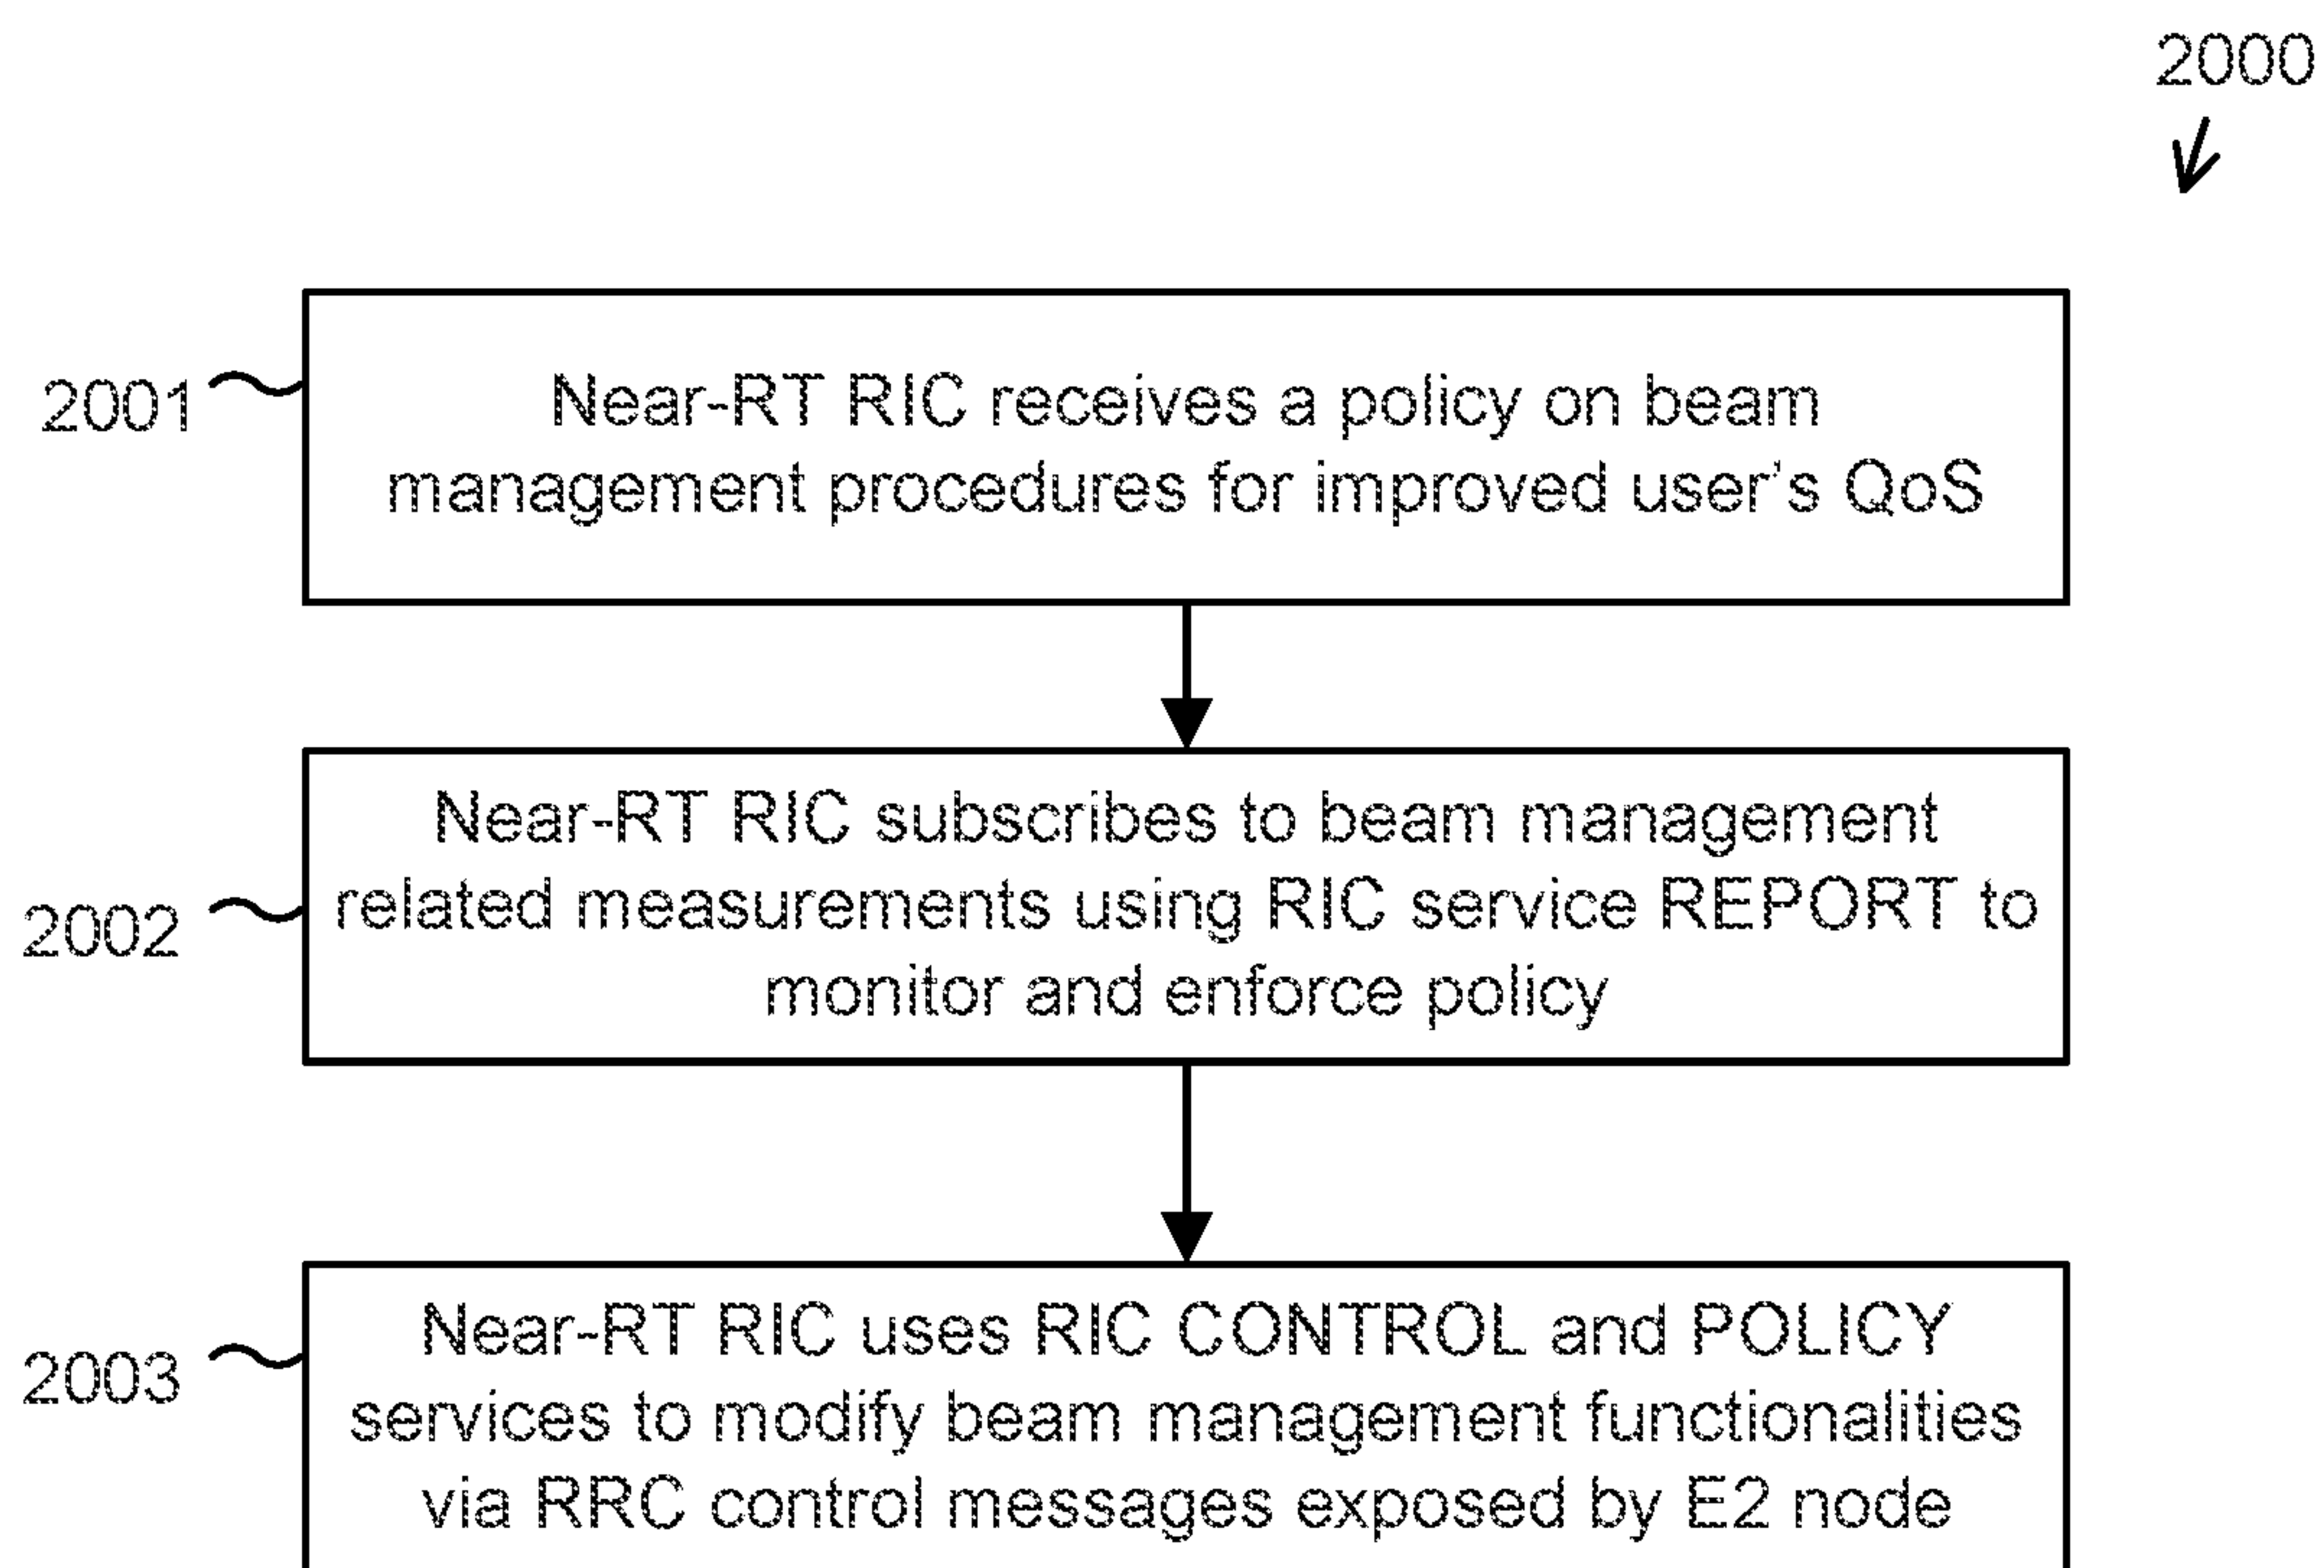 2000
2001
Near-RT RIC receives a policy on beam
management procedures for improved user's QoS
2002
Near-RT RIC subscribes to beam management
related measurements using RIC service REPORT to
monitor and enforce policy
2003
Near-RT RIC uses RIC CONTROL and POLICY
services to modify beam management functionalities
via RRC control messages exposed by E2 node